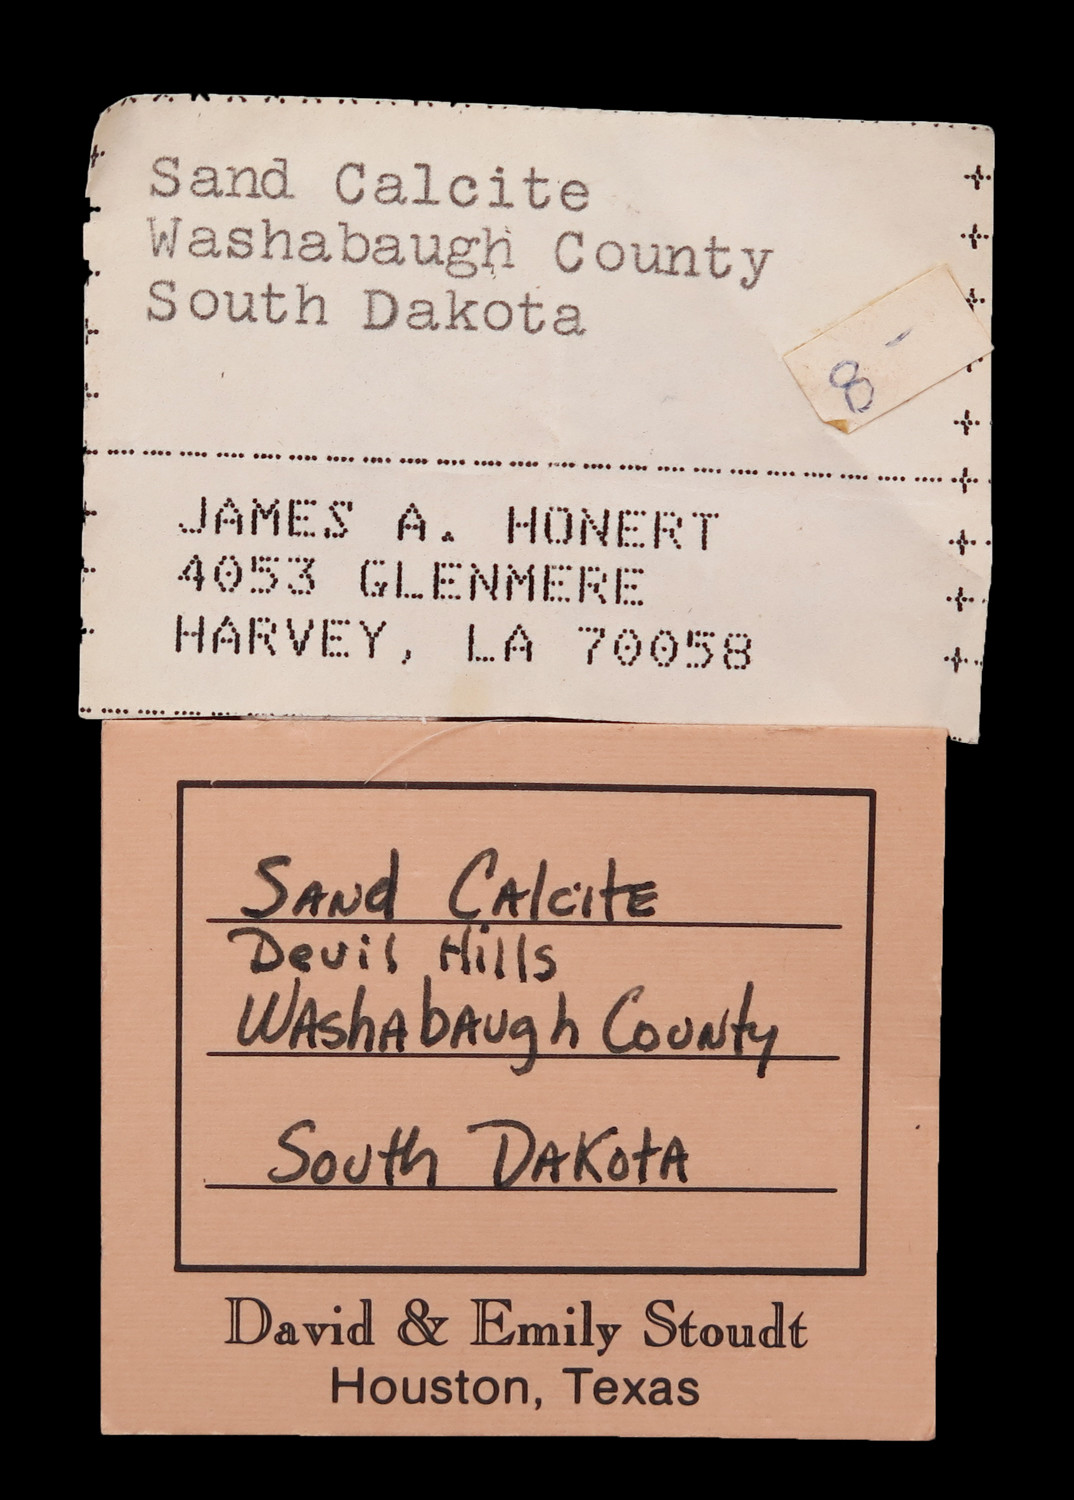 Sand Calcite
Washabaugh County
South Dakota
8 -
JAMES A. HONERT
4053 GLENMERE
HARVEY, LA 70058
Sand Calcite
Devil Hills
Washabaugh County
South Dakota
David & Emily Stoudt
Houston, Texas